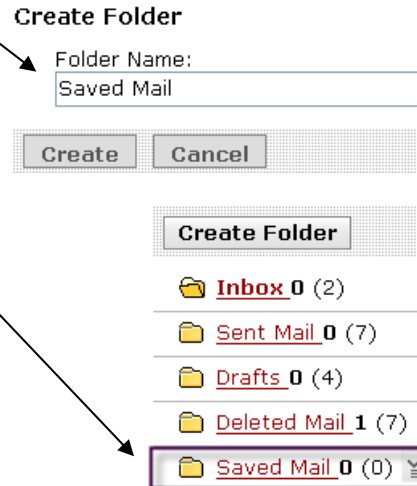 Create Folder
Folder Name:
Saved Mail
Create Cancel
Create Folder
Inbox 0 (2)
Sent Mail 0 (7)
Drafts 0 (4)
Deleted Mail 1 (7)
Saved Mail 0 (0)